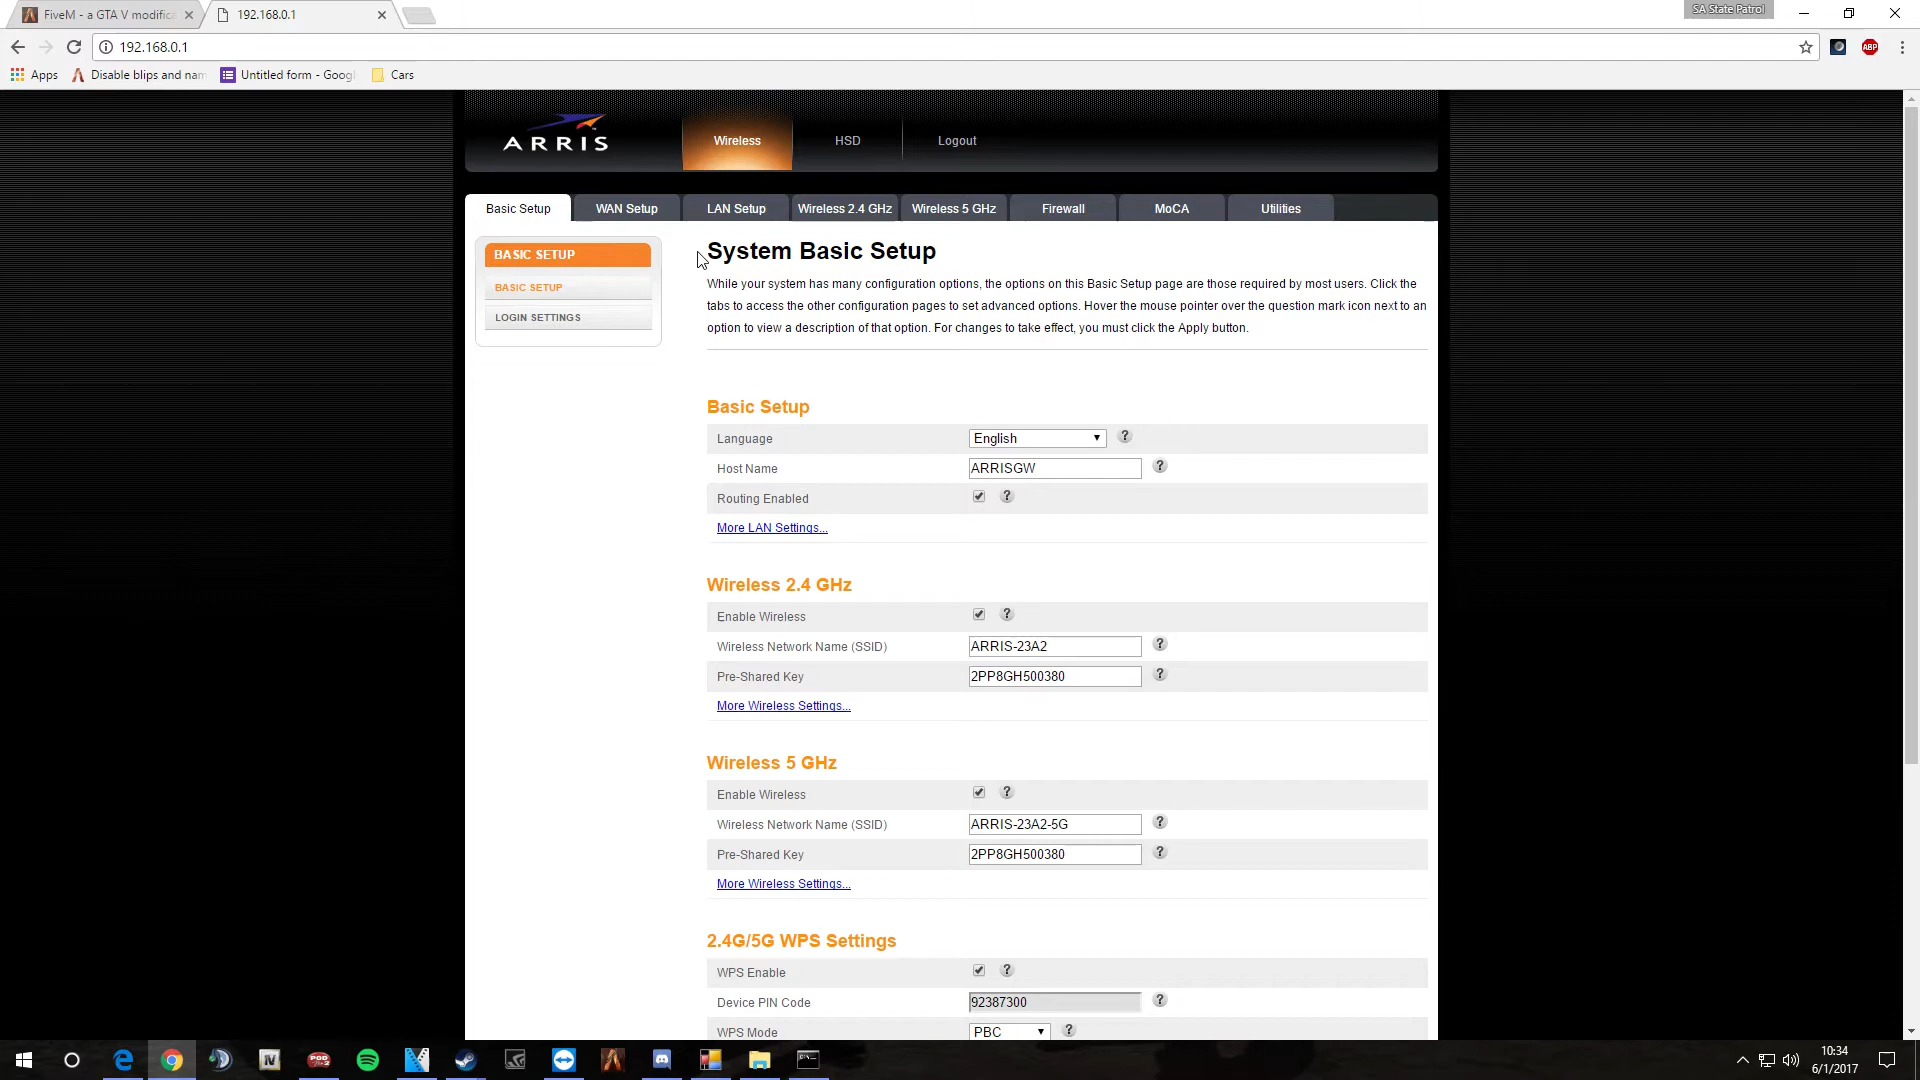 FiveM - a GTA V modifica
192.168.0.1
SA State Patrol
192.168.0.1
ABP
Apps
Disable blips and nam
Untitled form - Googl
Cars
ARRIS
Wireless
HSD
Logout
Basic Setup
WAN Setup
LAN Setup
Wireless 2.4 GHz
Wireless 5 GHz
Firewall
MoCA
Utilities
BASIC SETUP
BASIC SETUP
LOGIN SETTINGS
System Basic Setup
While your system has many configuration options, the options on this Basic Setup page are those required by most users. Click the
tabs to access the other configuration pages to set advanced options. Hover the mouse pointer over the question mark icon next to an
option to view a description of that option. For changes to take effect, you must click the Apply button.
Basic Setup
Language English ?
Host Name ARRISGW ?
Routing Enabled ?
More LAN Settings...
Wireless 2.4 GHz
Enable Wireless ?
Wireless Network Name (SSID) ARRIS-23A2 ?
Pre-Shared Key 2PP8GH500380 ?
More Wireless Settings...
Wireless 5 GHz
Enable Wireless ?
Wireless Network Name (SSID) ARRIS-23A2-5G ?
Pre-Shared Key 2PP8GH500380 ?
More Wireless Settings...
2.4G/5G WPS Settings
WPS Enable ?
Device PIN Code 92387300 ?
WPS Mode PBC ?
10:34
6/1/2017